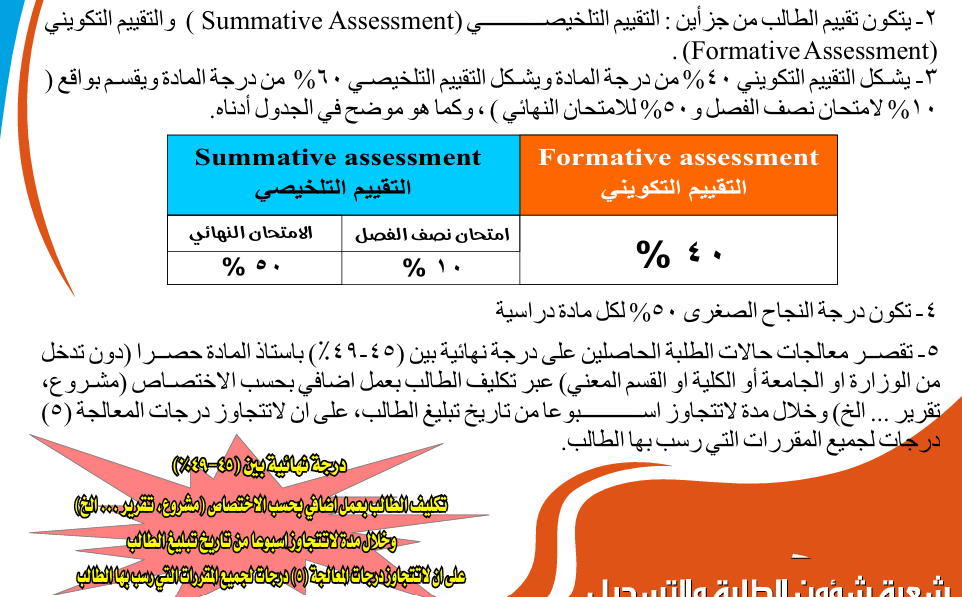 ٢- يتكون تقييم الطالب من جزأين : التقييم التلخيصي (Summative Assessment ) والتقييم التكويني
(Formative Assessment) .
٣- يشكل التقييم التكويني ٤٠% من درجة المادة ويشكل التقييم التلخيصي ٦٠% من درجة المادة ويقسم بواقع (
١٠% لامتحان نصف الفصل و ٥٠% للامتحان النهائي ) ، وكما هو موضح في الجدول أدناه.
Formative assessment
التقييم التكويني
٤٠ %
Summative assessment
التقييم التلخيصي
امتحان نصف الفصل
١٠ %
الامتحان النهائي
٥٠ %
٤- تكون درجة النجاح الصغرى ٥٠% لكل مادة دراسية
٥- تقصر معالجات حالات الطلبة الحاصلين على درجة نهائية بين (٤٥-٤٩٪) باستاذ المادة حصرا (دون تدخل
من الوزارة او الجامعة أو الكلية او القسم المعني) عبر تكليف الطالب بعمل اضافي بحسب الاختصاص (مشروع،
تقرير ... الخ) وخلال مدة لاتتجاوز اسبوعا من تاريخ تبليغ الطالب، على ان لاتتجاوز درجات المعالجة (٥)
درجات لجميع المقررات التي رسب بها الطالب.
درجة نهائية بين (٤٥-٤٩٪)
تكليف الطالب بعمل اضافي بحسب الاختصاص (مشروع، تقرير ... الخ)
وخلال مدة لاتتجاوز اسبوعا من تاريخ تبليغ الطالب
على ان لاتتجاوز درجات المعالجة (٥) درجات لجميع المقررات التي رسب بها الطالب
شعبة شؤون الطلبة والتسجيل